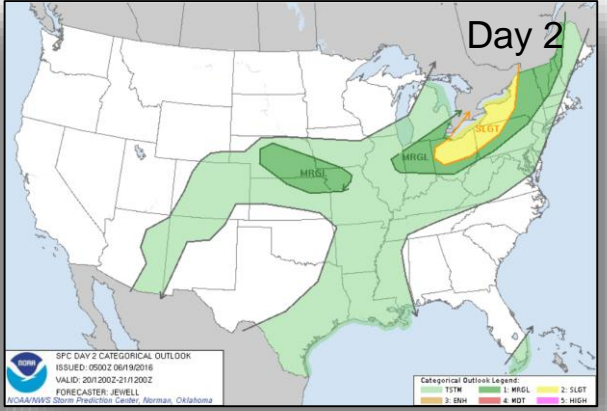 Day 2
SLGT
MRGL
MRGL
SPC DAY 2 CATEGORICAL OUTLOOK
ISSUED: 0500Z 06/19/2016
VALID: 20/1200Z-21/1200Z
FORECASTER: JEWELL
NOAA/NWS Storm Prediction Center, Norman, Oklahoma
NOAA
Categorical Outlook Legend:
TSTM 1: MRGL 2: SLGT
3: ENH 4: MDT 5: HIGH